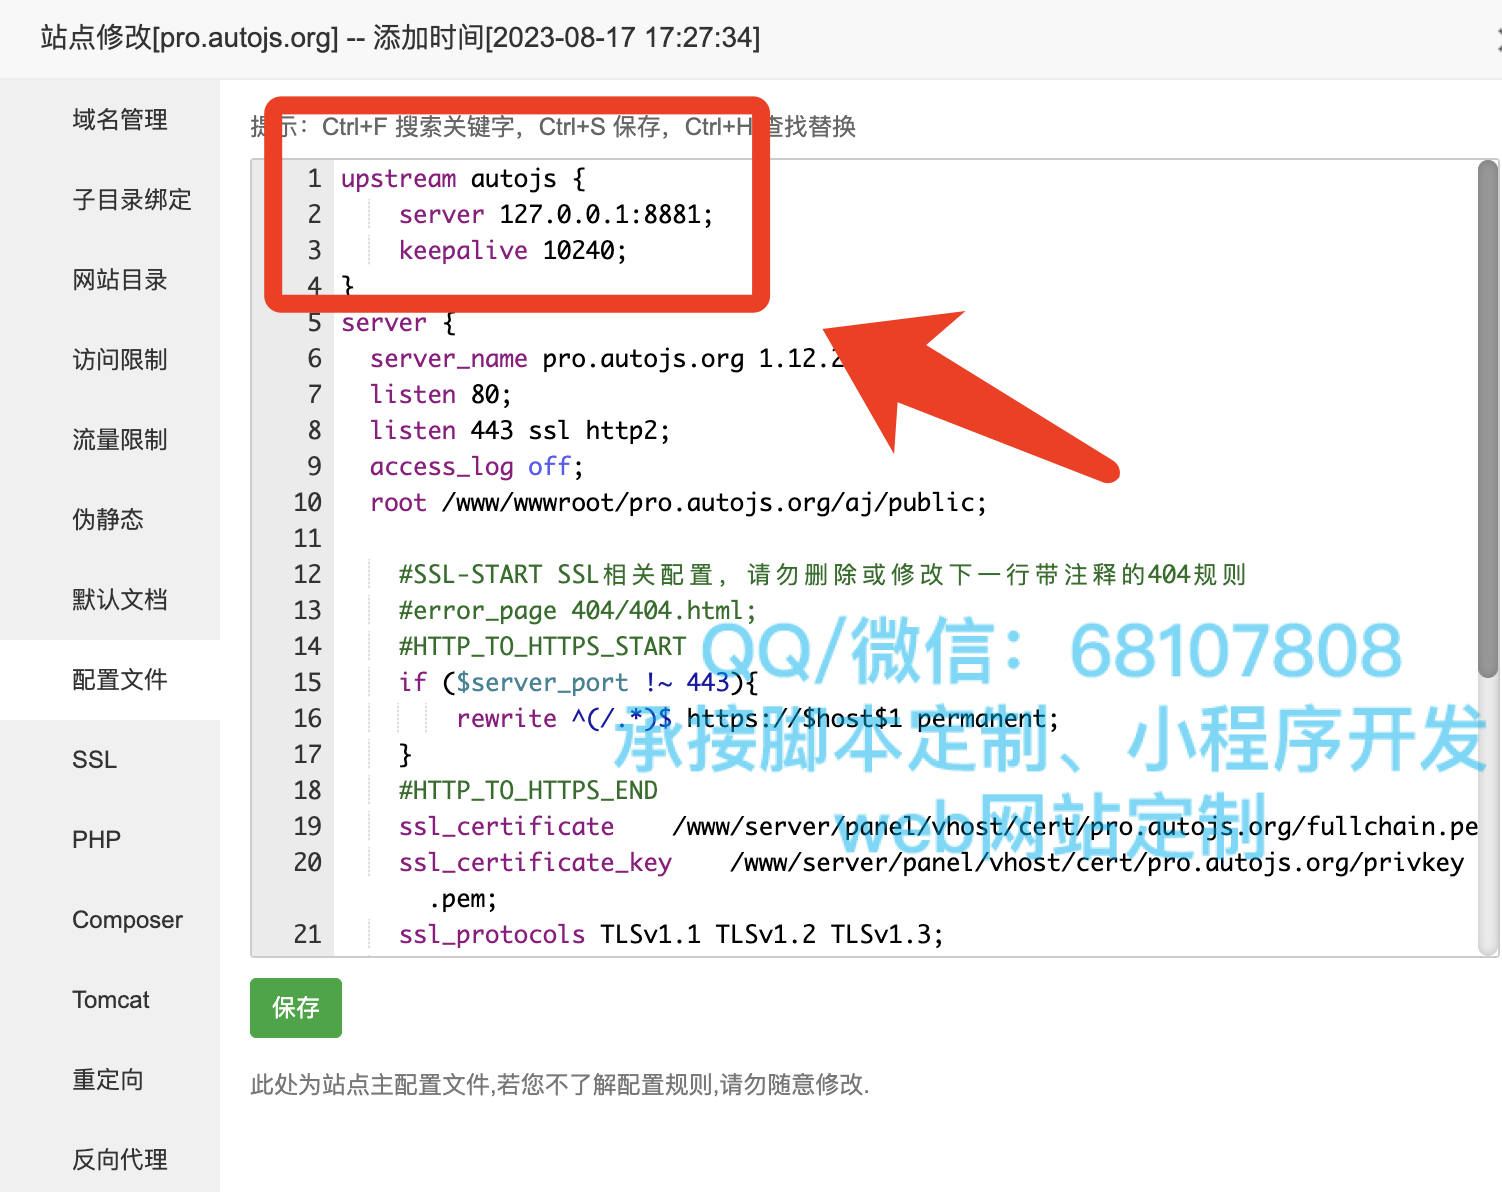 站点修改[pro.autojs.org] -- 添加时间[2023-08-17 17:27:34]
域名管理
子目录绑定
网站目录
访问限制
流量限制
伪静态
默认文档
配置文件
SSL
PHP
Composer
Tomcat
重定向
反向代理
提示：Ctrl+F 搜索关键字，Ctrl+S 保存，Ctrl+H 查找替换
1 upstream autojs {
2 server 127.0.0.1:8881;
3 keepalive 10240;
4 }
5 server {
6 server_name pro.autojs.org 1.12.2
7 listen 80;
8 listen 443 ssl http2;
9 access_log off;
10 root /www/wwwroot/pro.autojs.org/aj/public;
11
12 #SSL-START SSL相关配置，请勿删除或修改下一行带注释的404规则
13 #error_page 404/404.html;
14 #HTTP_TO_HTTPS_START
15 if ($server_port !~ 443){
16 rewrite ^(/.*)$ https://$host$1 permanent;
17 }
18 #HTTP_TO_HTTPS_END
19 ssl_certificate /www/server/panel/vhost/cert/pro.autojs.org/fullchain.pe
20 ssl_certificate_key /www/server/panel/vhost/cert/pro.autojs.org/privkey
.pem;
21 ssl_protocols TLSv1.1 TLSv1.2 TLSv1.3;
QQ/微信：68107808
承接脚本定制、小程序开发
web网站定制
保存
此处为站点主配置文件,若您不了解配置规则,请勿随意修改.